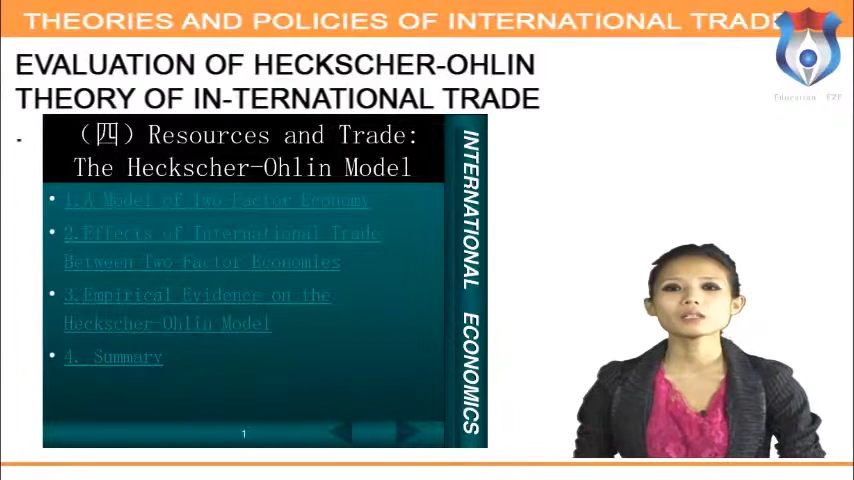 THEORIES AND POLICIES OF INTERNATIONAL TRADE
EVALUATION OF HECKSCHER-OHLIN
THEORY OF IN-TERNATIONAL TRADE
（四）Resources and Trade:
The Heckscher-Ohlin Model
• 1.A Model of Two-Factor Economy
• 2.Effects of International Trade
Between Two-Factor Economies
• 3.Empirical Evidence on the
Heckscher-Ohlin Model
• 4. Summary
1
INTERNATIONAL ECONOMICS
Education